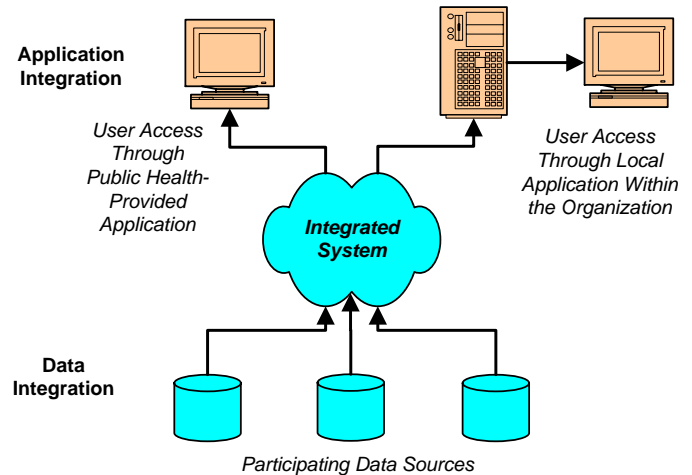 Application
Integration
User Access
Through
Public Health-
Provided
Application
User Access
Through Local
Application Within
the Organization
Integrated
System
Data
Integration
Participating Data Sources